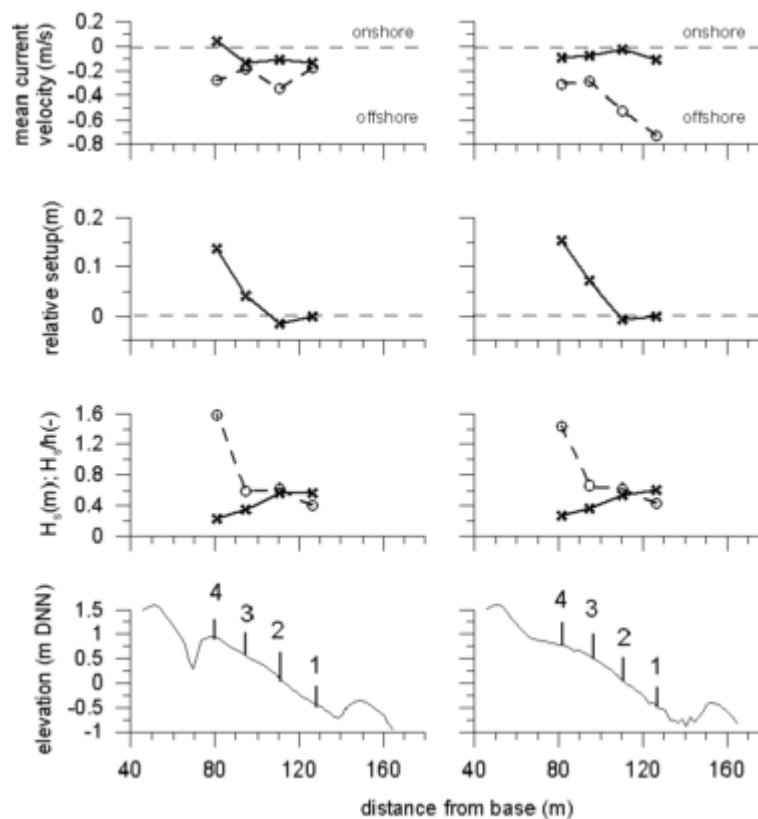 mean current
velocity (m/s)
0.2
0
-0.2
-0.4
-0.6
-0.8
onshore
offshore
onshore
offshore
relative setup(m)
0.2
0.1
0
Hs(m); Hs/h(-)
1.6
1.2
0.8
0.4
0
elevation (m DNN)
1.5
1
0.5
0
-0.5
-1
4
3
2
1
4
3
2
1
40 80 120 160 40 80 120 160
distance from base (m)